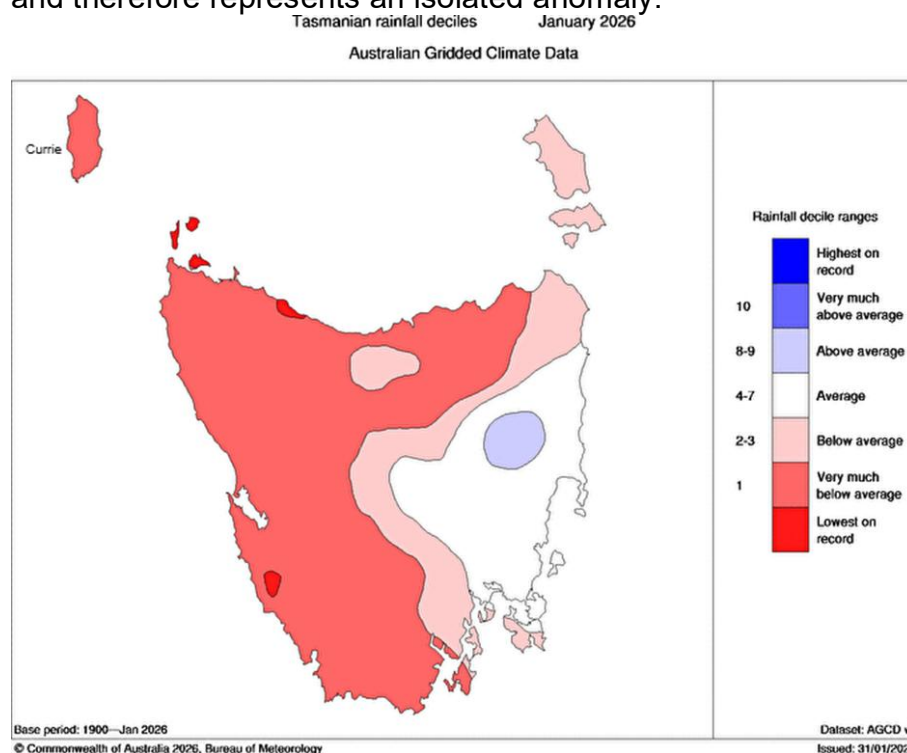 and therefore represents an isolated anomaly.
Tasmanian rainfall deciles January 2026
Australian Gridded Climate Data
Currie
Rainfall decile ranges
Highest on
record
10 Very much
above average
8-9 Above average
4-7 Average
2-3 Below average
1 Very much
below average
Lowest on
record
Base period: 1900—Jan 2026
Dataset: AGCD
© Commonwealth of Australia 2026, Bureau of Meteorology
Issued: 31/01/20